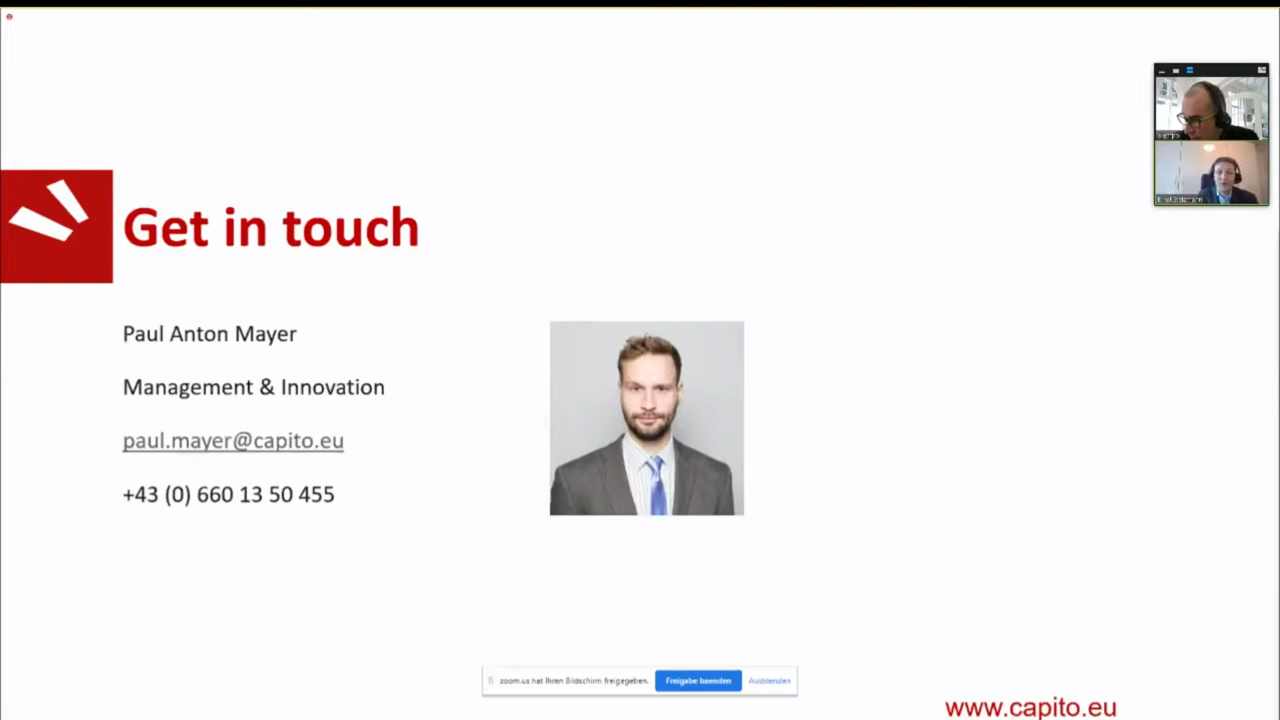 Get in touch
Paul Anton Mayer
Management & Innovation
paul.mayer@capito.eu
+43 (0) 660 13 50 455
zoom.us hat Ihren Bildschirm freigegeben.
Freigabe beenden
Ausblenden
www.capito.eu